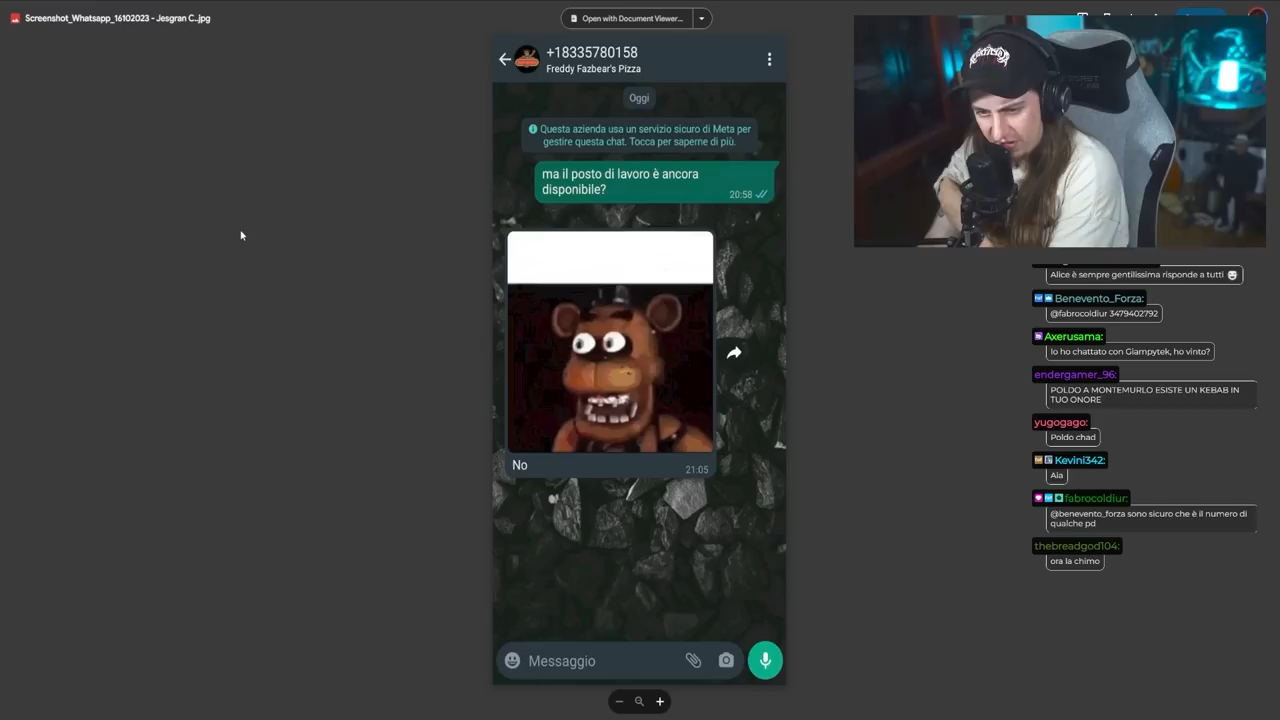 Screenshot_Whatsapp_16102023 - Jesgran C..jpg
Open with Document Viewer...
+18335780158
Freddy Fazbear's Pizza
Oggi
Questa azienda usa un servizio sicuro di Meta per
gestire questa chat. Tocca per saperne di più.
ma il posto di lavoro è ancora
disponibile?
20:58
No
21:05
Messaggio
Alice è sempre gentilissima risponde a tutti
Benevento_Forza:
@fabrocoldiur 3479402792
Axerusama:
Io ho chattato con Giampytek, ho vinto?
endergamer_96:
POLDO A MONTEMURLO ESISTE UN KEBAB IN
TUO ONORE
yugogago:
Poldo chad
Kevini342:
Aia
fabrocoldiur:
@benevento_forza sono sicuro che è il numero di
qualche pd
thebreadgod104:
ora la chimo